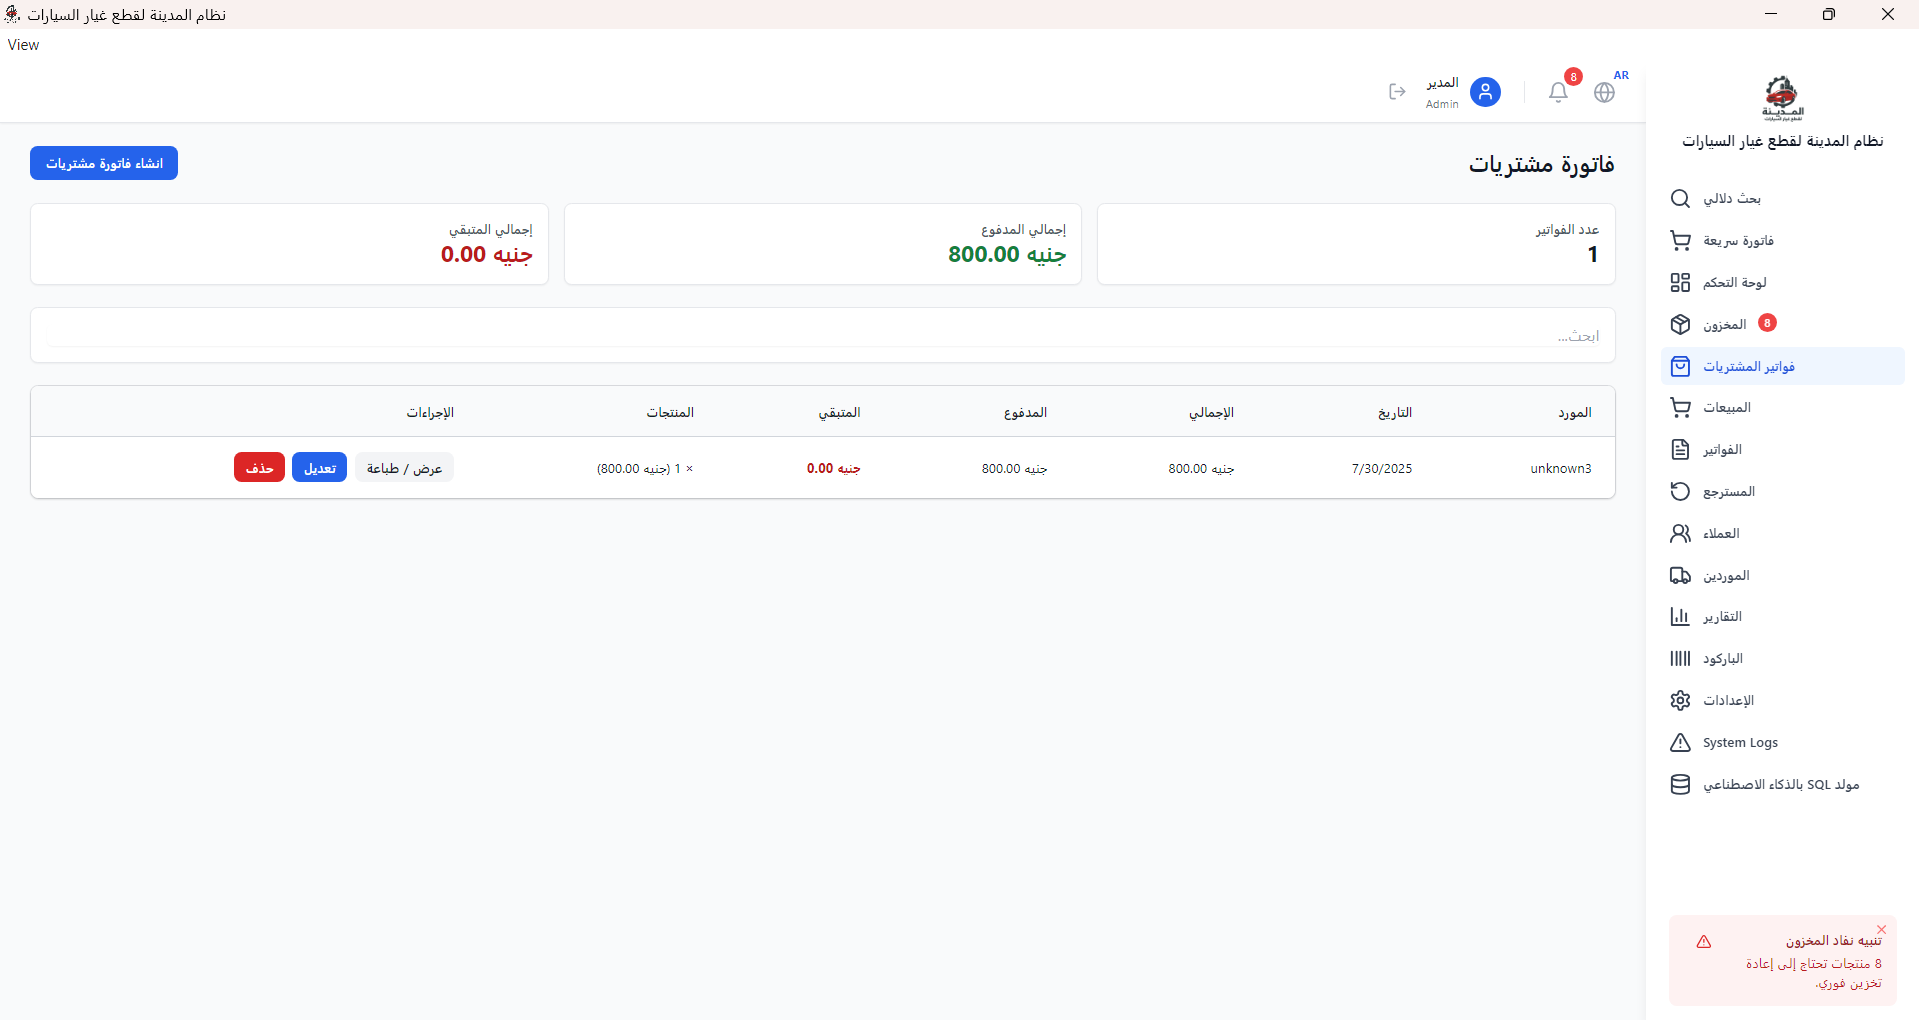 نظام المدينة لقطع غيار السيارات
View
AR
8
المدير
Admin
المدينة
لقطع غيار السيارات
نظام المدينة لقطع غيار السيارات
بحث دلالي
فاتورة سريعة
لوحة التحكم
المخزون 8
فواتير المشتريات
المبيعات
الفواتير
المسترجع
العملاء
الموردين
التقارير
الباركود
الإعدادات
System Logs
مولد SQL بالذكاء الاصطناعي
تنبيه نفاد المخزون
8 منتجات تحتاج إلى إعادة
تخزين فوري.
فاتورة مشتريات
انشاء فاتورة مشتريات
عدد الفواتير
1
إجمالي المدفوع
جنيه 800.00
إجمالي المتبقي
جنيه 0.00
ابحث...
المورد التاريخ الإجمالي المدفوع المتبقي المنتجات الإجراءات
unknown3 7/30/2025 جنيه 800.00 جنيه 800.00 جنيه 0.00 × 1 (جنيه 800.00) عرض / طباعة تعديل حذف